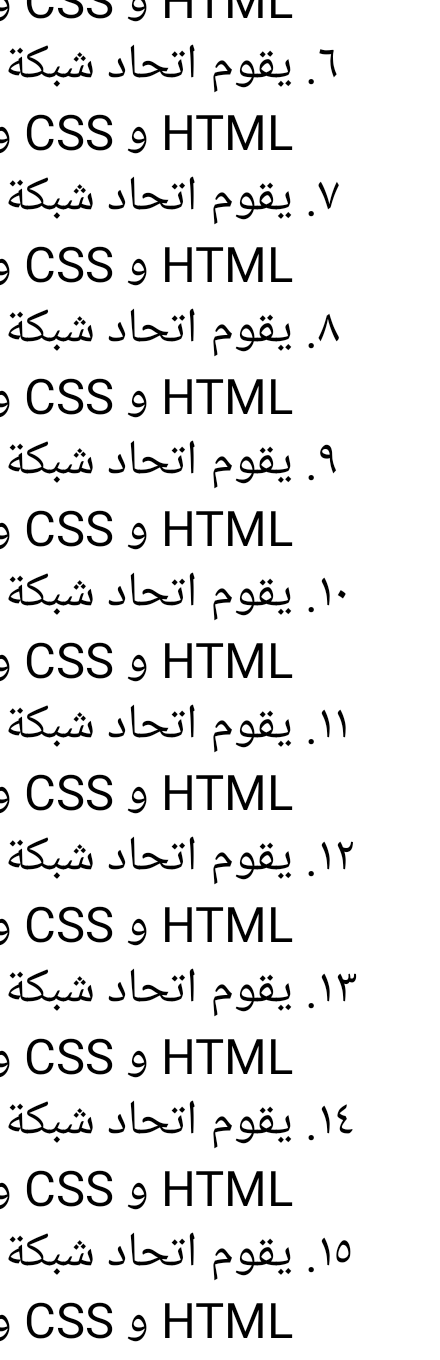 HTML و CSS و
٦. يقوم اتحاد شبكة
HTML و CSS و
٧. يقوم اتحاد شبكة
HTML و CSS و
٨. يقوم اتحاد شبكة
HTML و CSS و
٩. يقوم اتحاد شبكة
HTML و CSS و
١٠. يقوم اتحاد شبكة
HTML و CSS و
١١. يقوم اتحاد شبكة
HTML و CSS و
١٢. يقوم اتحاد شبكة
HTML و CSS و
١٣. يقوم اتحاد شبكة
HTML و CSS و
١٤. يقوم اتحاد شبكة
HTML و CSS و
١٥. يقوم اتحاد شبكة
HTML و CSS و